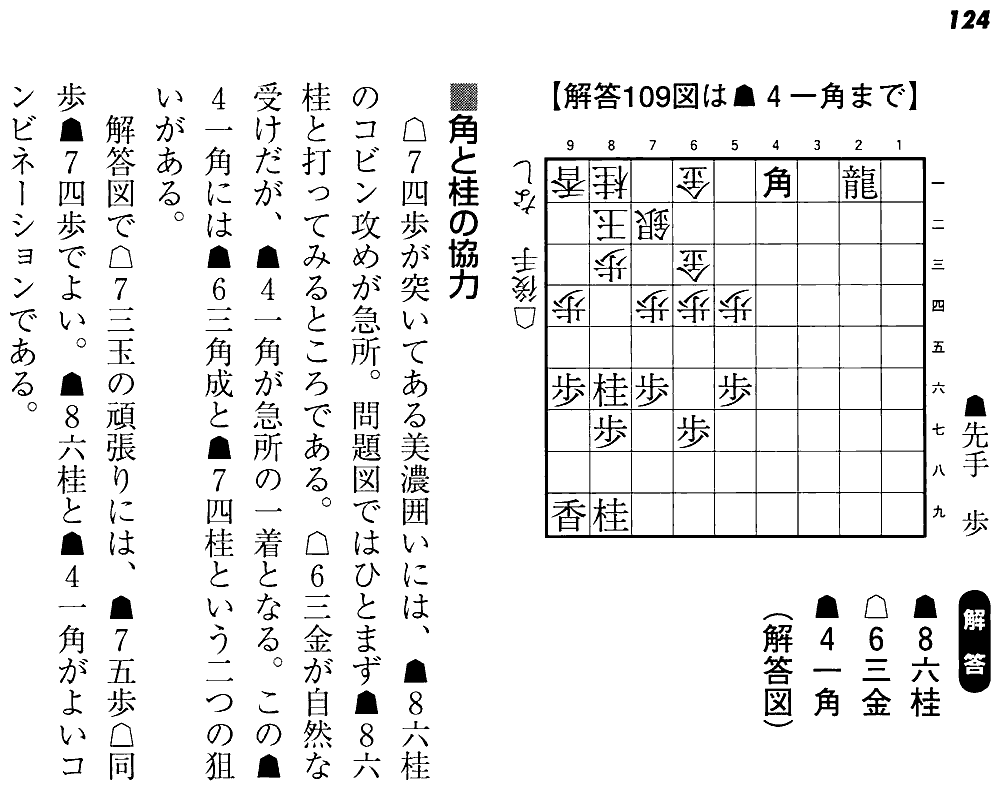 124
【解答109図は☗4一角まで】
9 8 7 6 5 4 3 2 1
香桂金角龍一
王銀二
歩金三
歩歩歩歩四
五
歩桂歩歩六
歩歩七
八
香桂九
☖後手 なし
☗先手 歩
解答
☗8六桂
☖6三金
☗4一角
(解答図)
■角と桂の協力
☖7四歩が突いてある美濃囲いには、☗8六桂
のコビン攻めが急所。問題図ではひとまず☗8六
桂と打ってみるところである。☖6三金が自然な
受けだが、☗4一角が急所の一着となる。この☗
4一角には☗6三角成と☗7四桂という二つの狙
いがある。
解答図で☖7三玉の頑張りには、☗7五歩☖同
歩☗7四歩でよい。☗8六桂と☗4一角がよいコ
ンビネーションである。